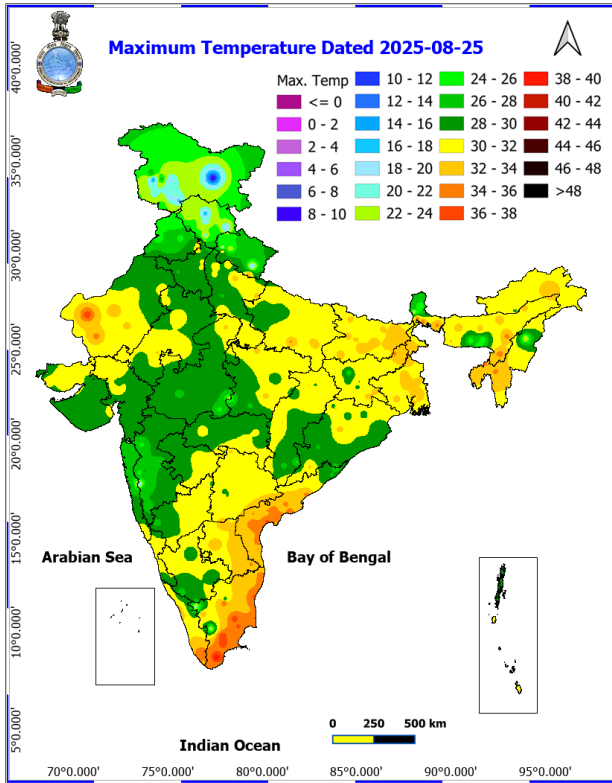 Maximum Temperature Dated 2025-08-25
Max. Temp
<= 0
0 - 2
2 - 4
4 - 6
6 - 8
8 - 10
10 - 12
12 - 14
14 - 16
16 - 18
18 - 20
20 - 22
22 - 24
24 - 26
26 - 28
28 - 30
30 - 32
32 - 34
34 - 36
36 - 38
38 - 40
40 - 42
42 - 44
44 - 46
46 - 48
>48
40°0.000'
35°0.000'
30°0.000'
25°0.000'
20°0.000'
15°0.000'
10°0.000'
5°0.000'
Arabian Sea
Bay of Bengal
Indian Ocean
0 250 500 km
70°0.000' 75°0.000' 80°0.000' 85°0.000' 90°0.000' 95°0.000'